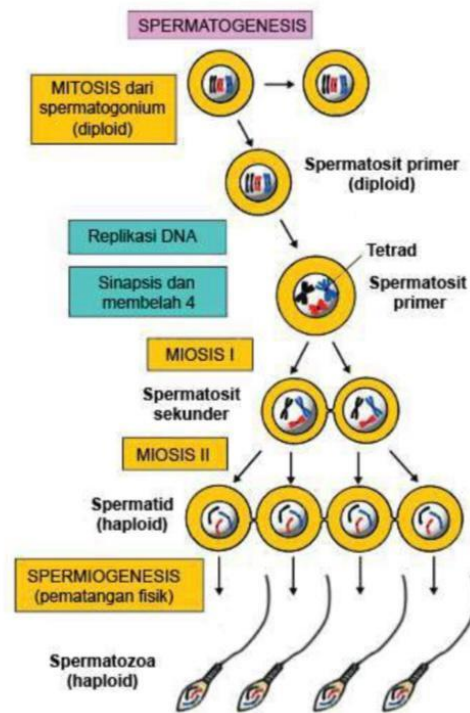 SPERMATOGENESIS
MITOSIS dari
spermatogonium
(diploid)
Spermatosit primer
(diploid)
Replikasi DNA
Tetrad
Sinapsis dan
membelah 4
Spermatosit
primer
MIOSIS I
Spermatosit
sekunder
MIOSIS II
Spermatid
(haploid)
SPERMIOGENESIS
(pematangan fisik)
Spermatozoa
(haploid)